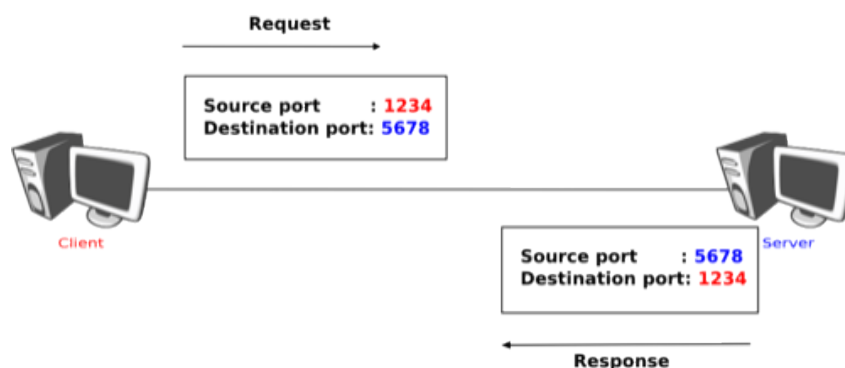 Request
Source port : 1234
Destination port: 5678
Client
Server
Source port : 5678
Destination port: 1234
Response